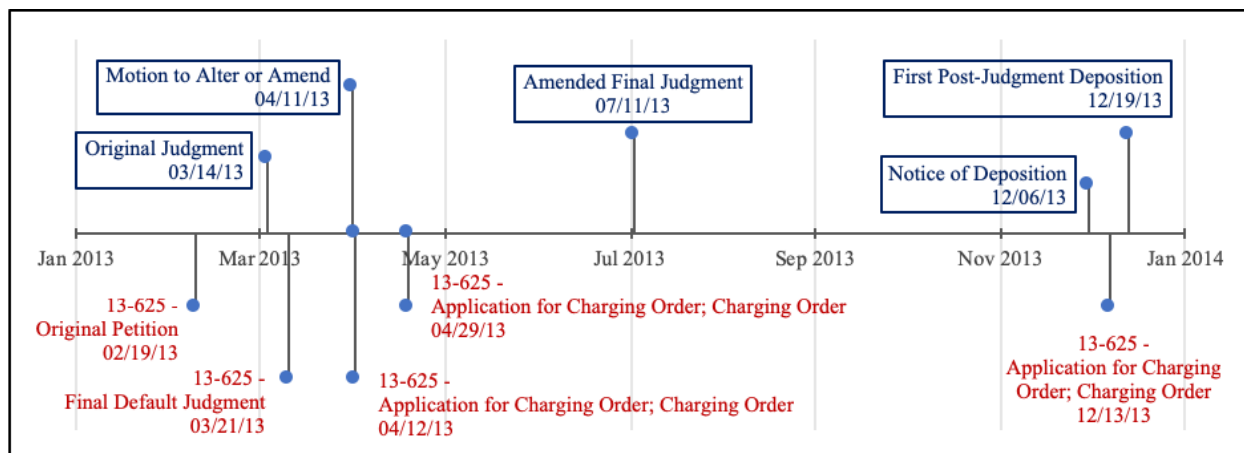 Motion to Alter or Amend
04/11/13
Original Judgment
03/14/13
Amended Final Judgment
07/11/13
First Post-Judgment Deposition
12/19/13
Notice of Deposition
12/06/13
Jan 2013
Mar 2013
May 2013
Jul 2013
Sep 2013
Nov 2013
Jan 2014
13-625 -
Original Petition
02/19/13
13-625 -
Final Default Judgment
03/21/13
13-625 -
Application for Charging Order; Charging Order
04/29/13
13-625 -
Application for Charging Order; Charging Order
04/12/13
13-625 -
Application for Charging
Order; Charging Order
12/13/13